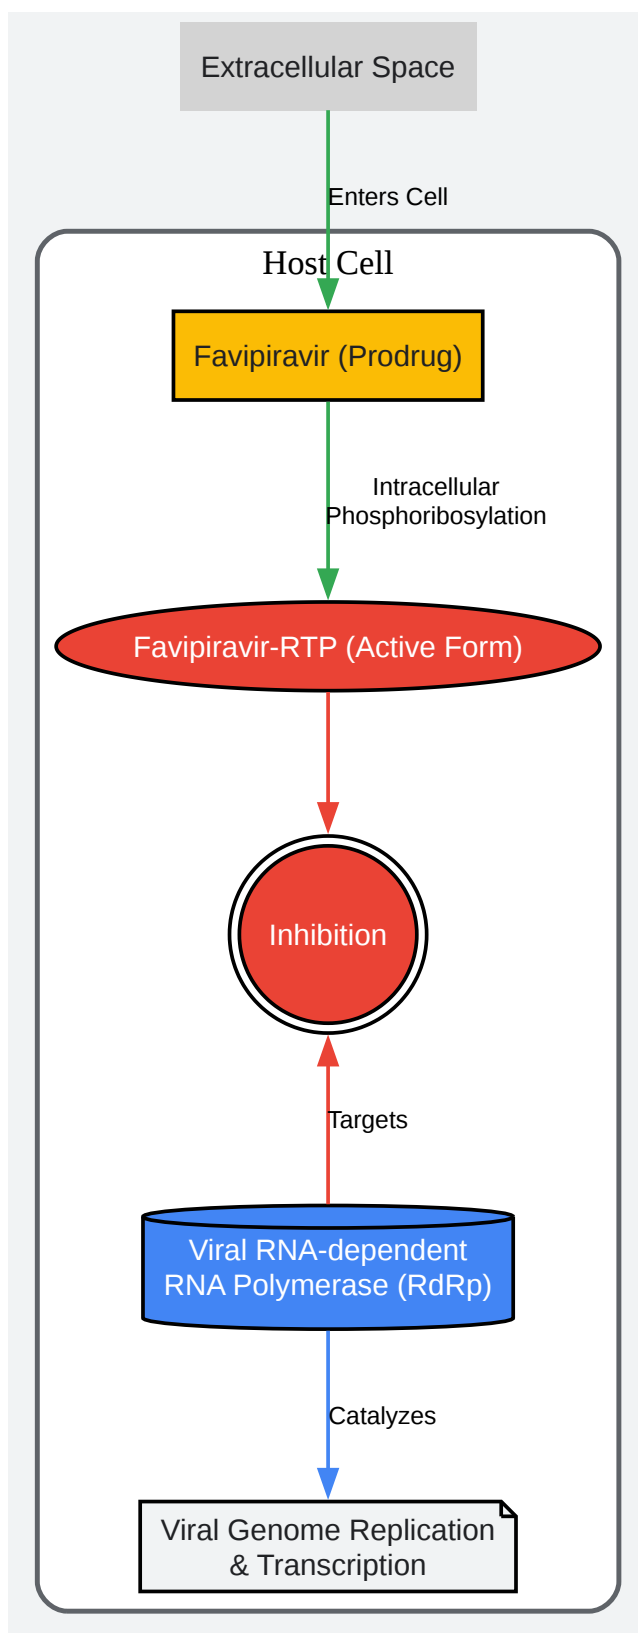 Extracellular Space
Enters Cell
Host Cell
Favipiravir (Prodrug)
Intracellular
Phosphoribosylation
Favipiravir-RTP (Active Form)
Inhibition
Targets
Viral RNA-dependent
RNA Polymerase (RdRp)
Catalyzes
Viral Genome Replication
& Transcription